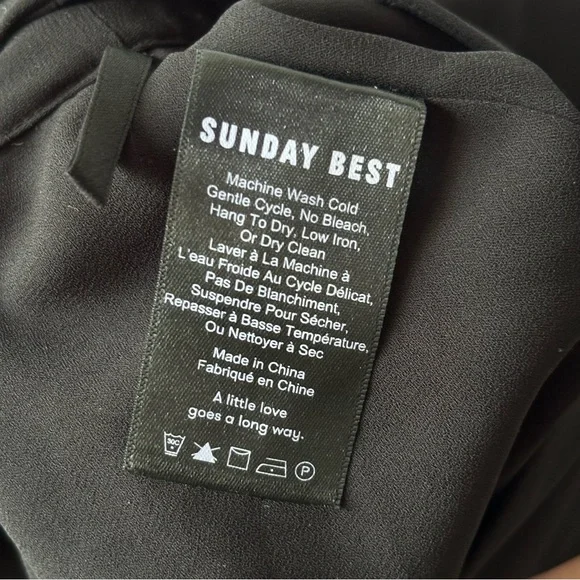 SUNDAY BEST
Machine Wash Cold
Gentle Cycle, No Bleach,
Hang To Dry, Low Iron,
Or Dry Clean
Laver à La Machine à
L'eau Froide Au Cycle Délicat,
Pas De Blanchiment,
Suspendre Pour Sécher,
Repasser à Basse Température,
Ou Nettoyer à Sec
Made in China
Fabriqué en Chine
A little love
goes a long way.
30C P